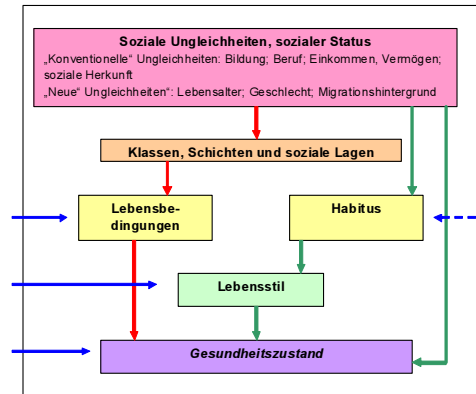 Soziale Ungleichheiten, sozialer Status
„Konventionelle“ Ungleichheiten: Bildung; Beruf; Einkommen, Vermögen;
soziale Herkunft
„Neue“ Ungleichheiten“: Lebensalter; Geschlecht; Migrationshintergrund
Klassen, Schichten und soziale Lagen
Lebensbe-
dingungen
Habitus
Lebensstil
Gesundheitszustand